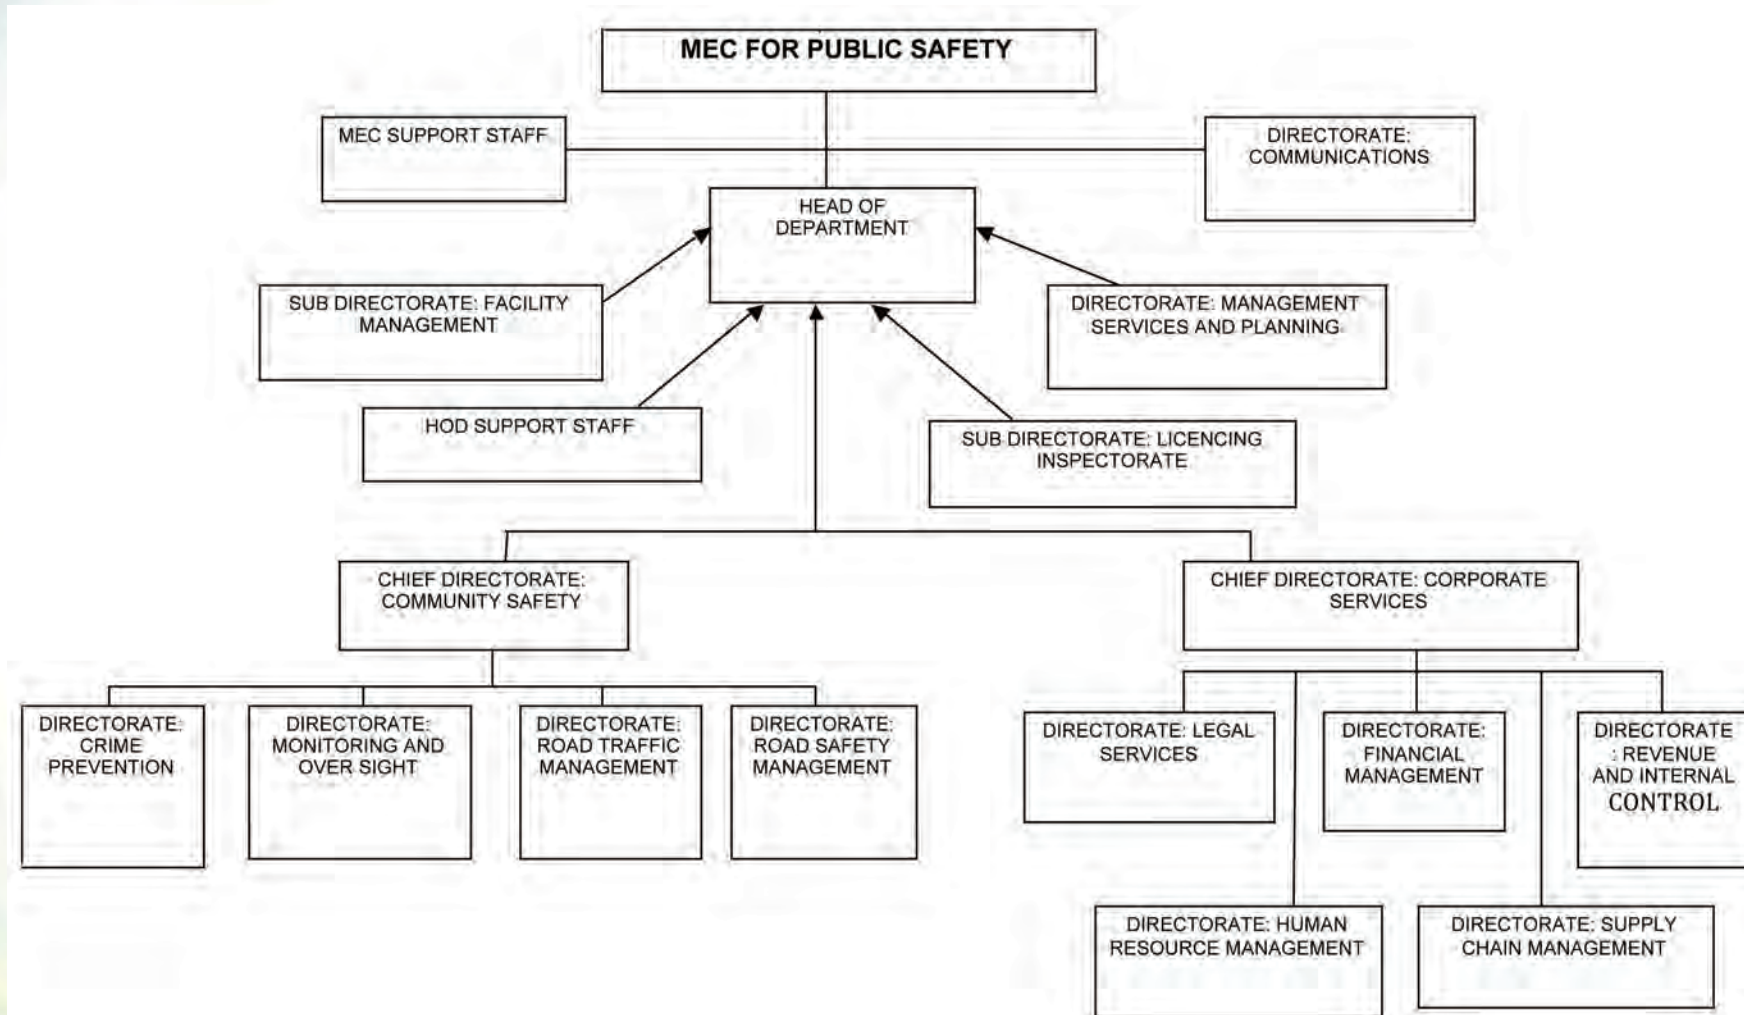 MEC FOR PUBLIC SAFETY
MEC SUPPORT STAFF
DIRECTORATE:
COMMUNICATIONS
HEAD OF
DEPARTMENT
SUB DIRECTORATE: FACILITY
MANAGEMENT
DIRECTORATE: MANAGEMENT
SERVICES AND PLANNING
HOD SUPPORT STAFF
SUB DIRECTORATE: LICENCING
INSPECTORATE
CHIEF DIRECTORATE:
COMMUNITY SAFETY
CHIEF DIRECTORATE: CORPORATE
SERVICES
DIRECTORATE:
CRIME
PREVENTION
DIRECTORATE:
MONITORING AND
OVER SIGHT
DIRECTORATE:
ROAD TRAFFIC
MANAGEMENT
DIRECTORATE:
ROAD SAFETY
MANAGEMENT
DIRECTORATE: LEGAL
SERVICES
DIRECTORATE:
FINANCIAL
MANAGEMENT
DIRECTORATE
: REVENUE
AND INTERNAL
CONTROL
DIRECTORATE: HUMAN
RESOURCE MANAGEMENT
DIRECTORATE: SUPPLY
CHAIN MANAGEMENT